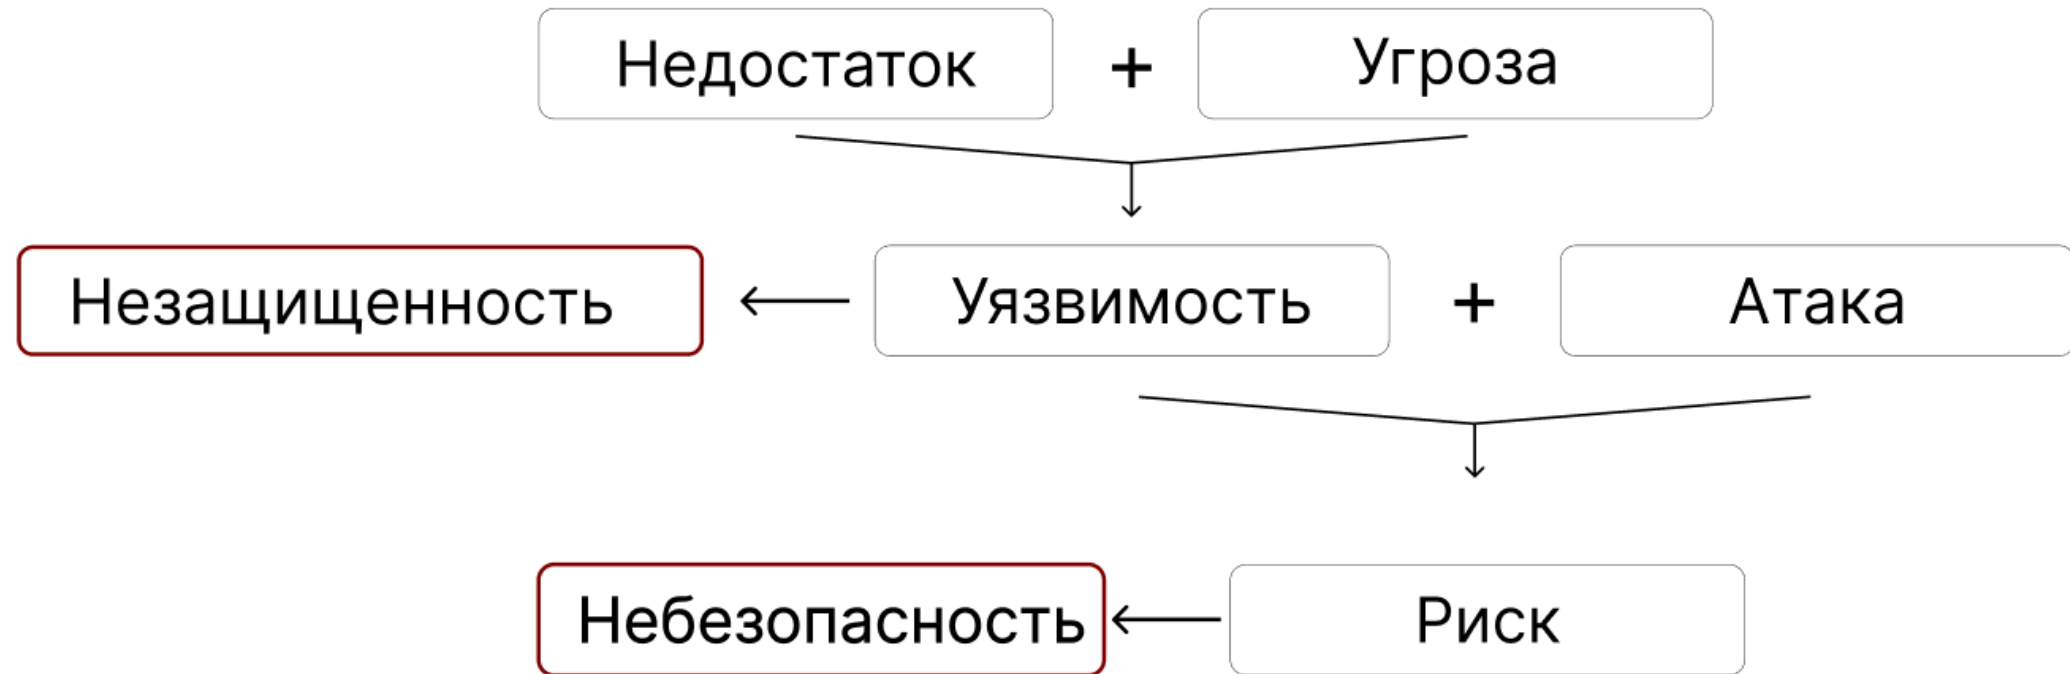 Недостаток + Угроза
Незащищенность Уязвимость + Атака
Небезопасность Риск